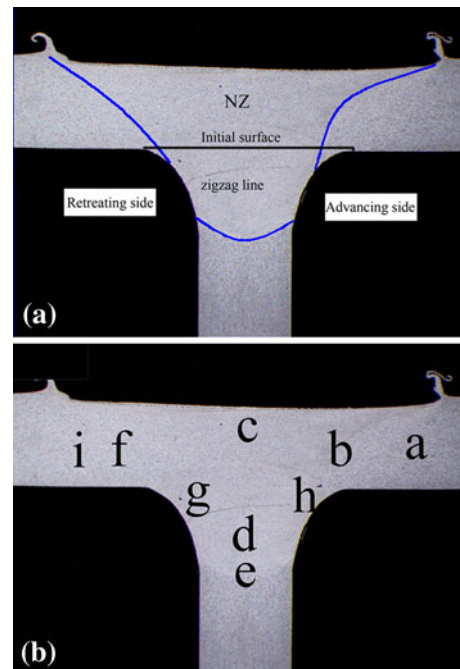 NZ
Initial surface
zigzag line
Retreating side
Advancing side
(a)
c
i f b a
g h
d
e
(b)